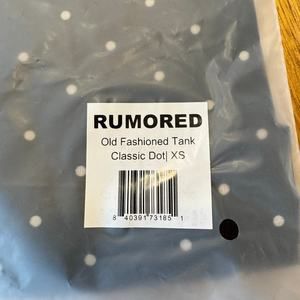 RUMORED
Old Fashioned Tank
Classic Dot| XS
8 40391 73185 1